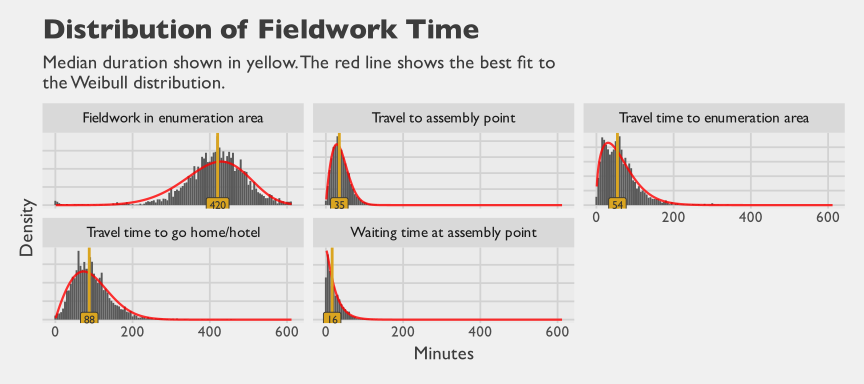 Distribution of Fieldwork Time
Median duration shown in yellow. The red line shows the best fit to
the Weibull distribution.
Fieldwork in enumeration area
Travel to assembly point
Travel time to enumeration area
420
35
54
0 200 400 600
Density
Travel time to go home/hotel
Waiting time at assembly point
88
16
0 200 400 600
0 200 400 600
Minutes